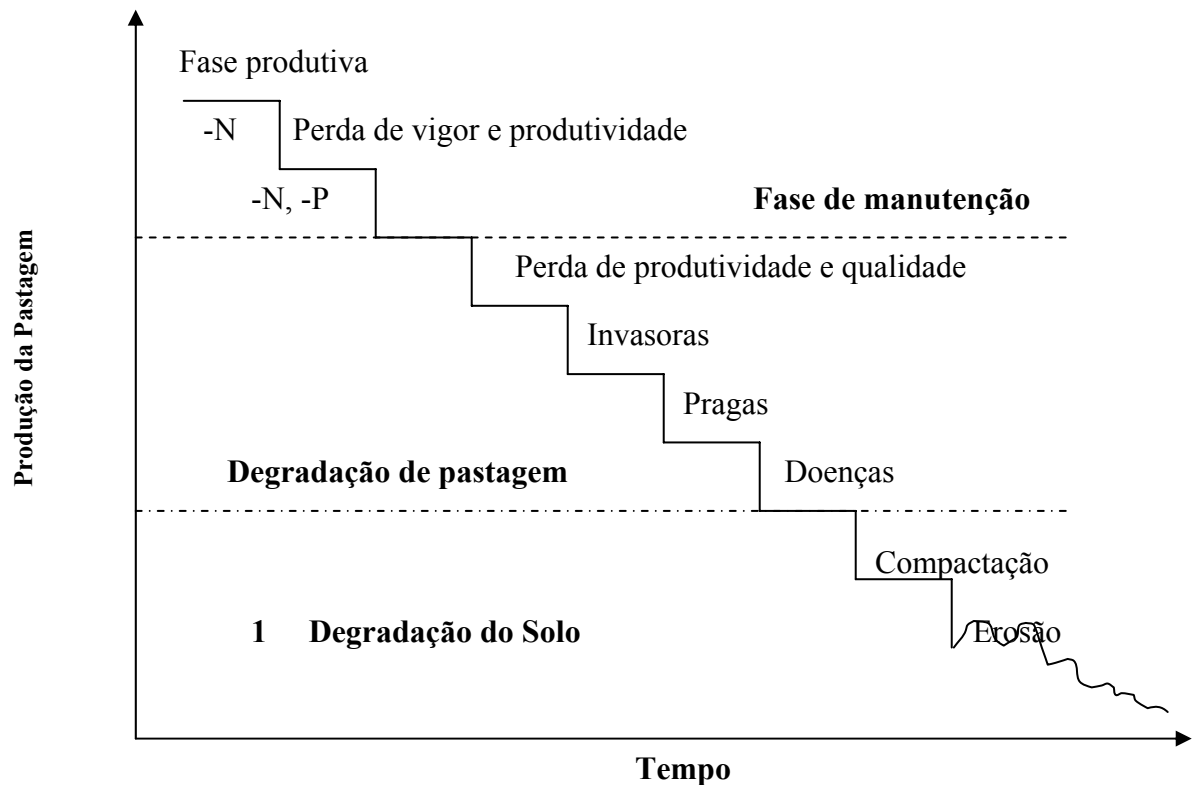 Fase produtiva
-N
Perda de vigor e produtividade
-N, -P
Fase de manutenção
Produção da Pastagem
Perda de produtividade e qualidade
Invasoras
Pragas
Degradação de pastagem
Doenças
Compactação
1 Degradação do Solo
Erosão
Tempo